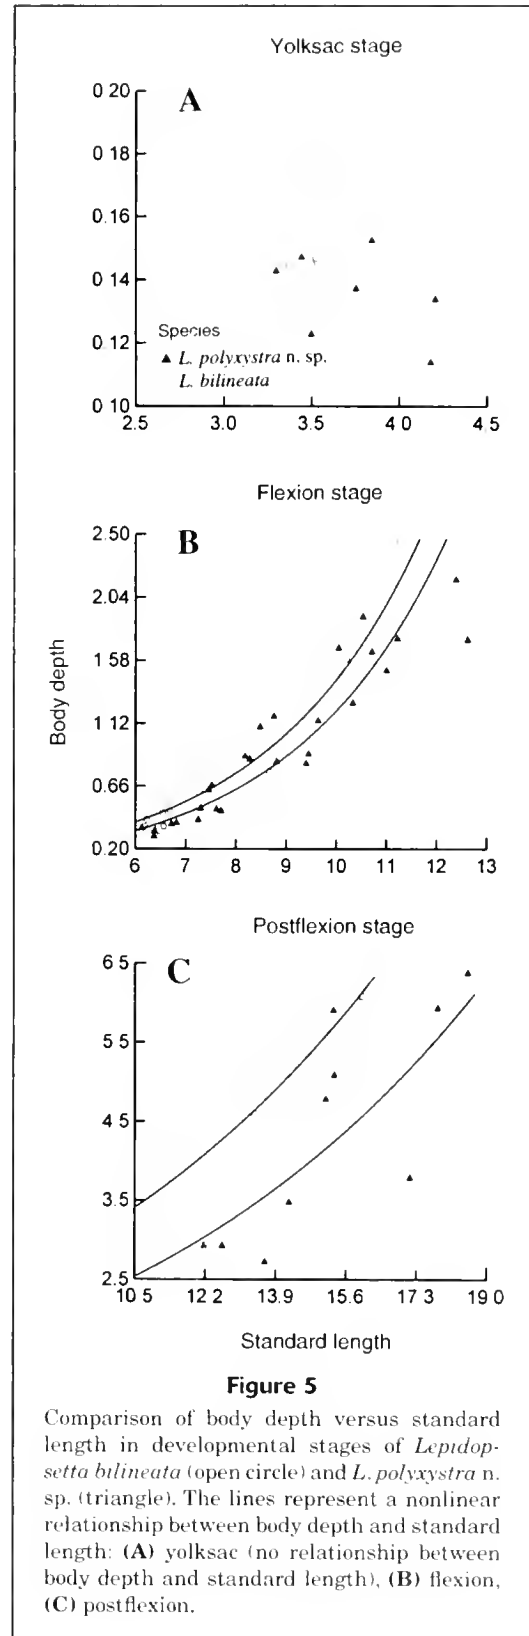 Yolksac stage
A
0 20
0 18
0.16
0 14
0 12
0 10
Species
▲ L. polyxystra n. sp.
L. bilineata
2.5 3.0 3.5 4 0 4.5
Flexion stage
B
2.50
2.04
1.58
1.12
0.66
0.20
Body depth
6 7 8 9 10 11 12 13
Postflexion stage
C
6 5
5.5
4 5
3.5
2.5
10 5 12 2 13.9 15.6 17 3 19 0
Standard length
Figure 5
Comparison of body depth versus standard
length in developmental stages of Lepidop-
setta bilineata (open circle) and L. polyxystra n.
sp. (triangle). The lines represent a nonlinear
relationship between body depth and standard
length: (A) yolksac (no relationship between
body depth and standard length), (B) flexion,
(C) postflexion.